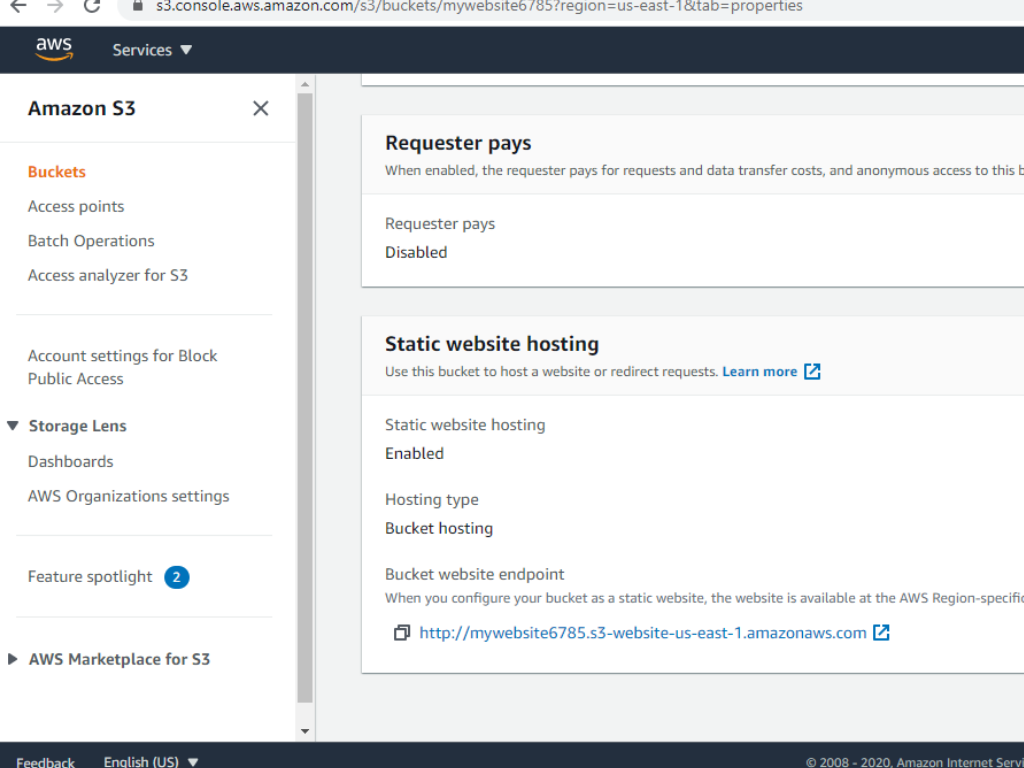 s3.console.aws.amazon.com/s3/buckets/mywebsite6785?region=us-east-1&tab=properties
aws
Services
Amazon S3
Buckets
Access points
Batch Operations
Access analyzer for S3
Account settings for Block
Public Access
Storage Lens
Dashboards
AWS Organizations settings
Feature spotlight 2
AWS Marketplace for S3
Requester pays
When enabled, the requester pays for requests and data transfer costs, and anonymous access to this b
Requester pays
Disabled
Static website hosting
Use this bucket to host a website or redirect requests. Learn more
Static website hosting
Enabled
Hosting type
Bucket hosting
Bucket website endpoint
When you configure your bucket as a static website, the website is available at the AWS Region-specific
http://mywebsite6785.s3-website-us-east-1.amazonaws.com
Feedback English (US) © 2008 - 2020, Amazon Internet Servi